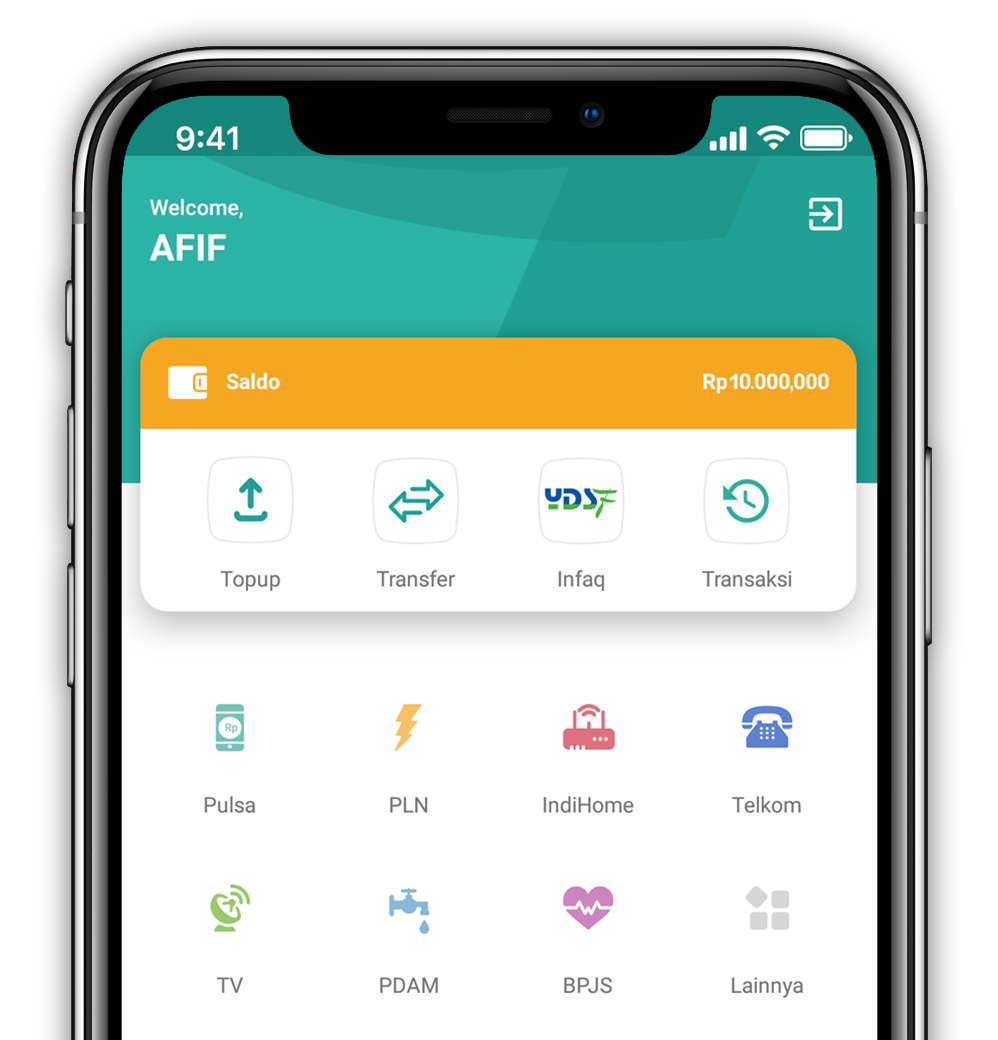 9:41
Welcome,
AFIF
Saldo
Rp10.000,000
YDSF
Topup
Transfer
Infaq
Transaksi
Rp
Pulsa
PLN
IndiHome
Telkom
TV
PDAM
BPJS
Lainnya